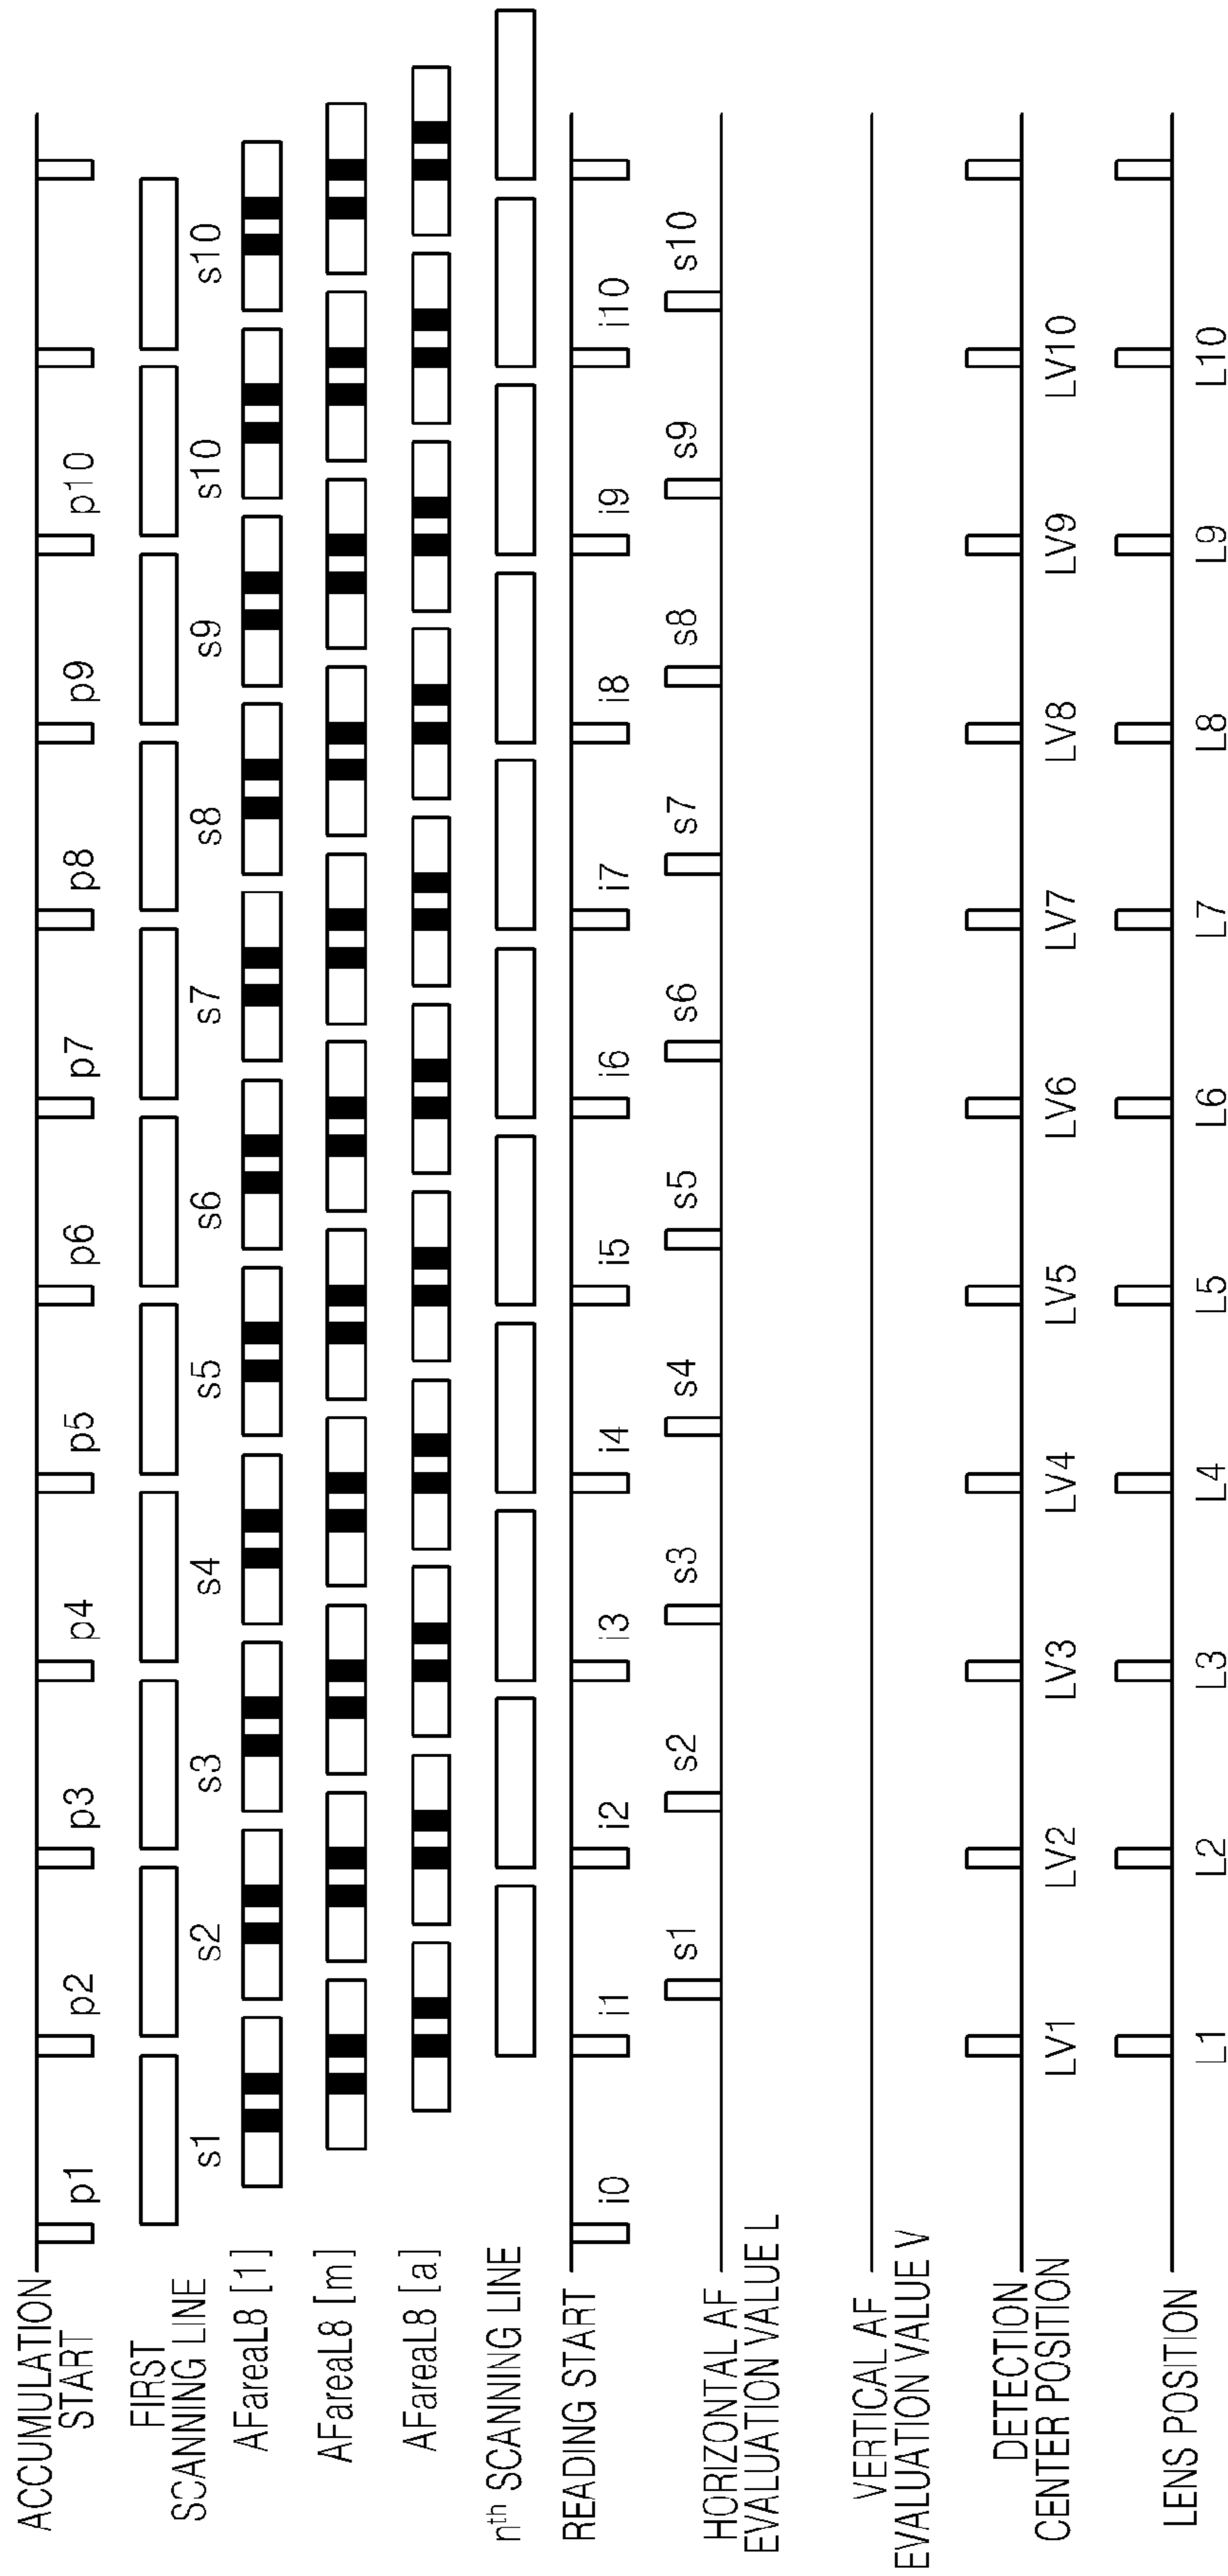 ACCUMULATION
START
p1 p2 p3 p4 p5 p6 p7 p8 p9 p10
FIRST
SCANNING LINE
s1 s2 s3 s4 s5 s6 s7 s8 s9 s10 s10
AFareaL8 [1]
AFareaL8 [m]
AFareaL8 [a]
nth SCANNING LINE
READING START
i0 i1 i2 i3 i4 i5 i6 i7 i8 i9 i10
HORIZONTAL AF
EVALUATION VALUE L
s1 s2 s3 s4 s5 s6 s7 s8 s9 s10
VERTICAL AF
EVALUATION VALUE V
DETECTION
CENTER POSITION
LV1 LV2 LV3 LV4 LV5 LV6 LV7 LV8 LV9 LV10
LENS POSITION
L1 L2 L3 L4 L5 L6 L7 L8 L9 L10